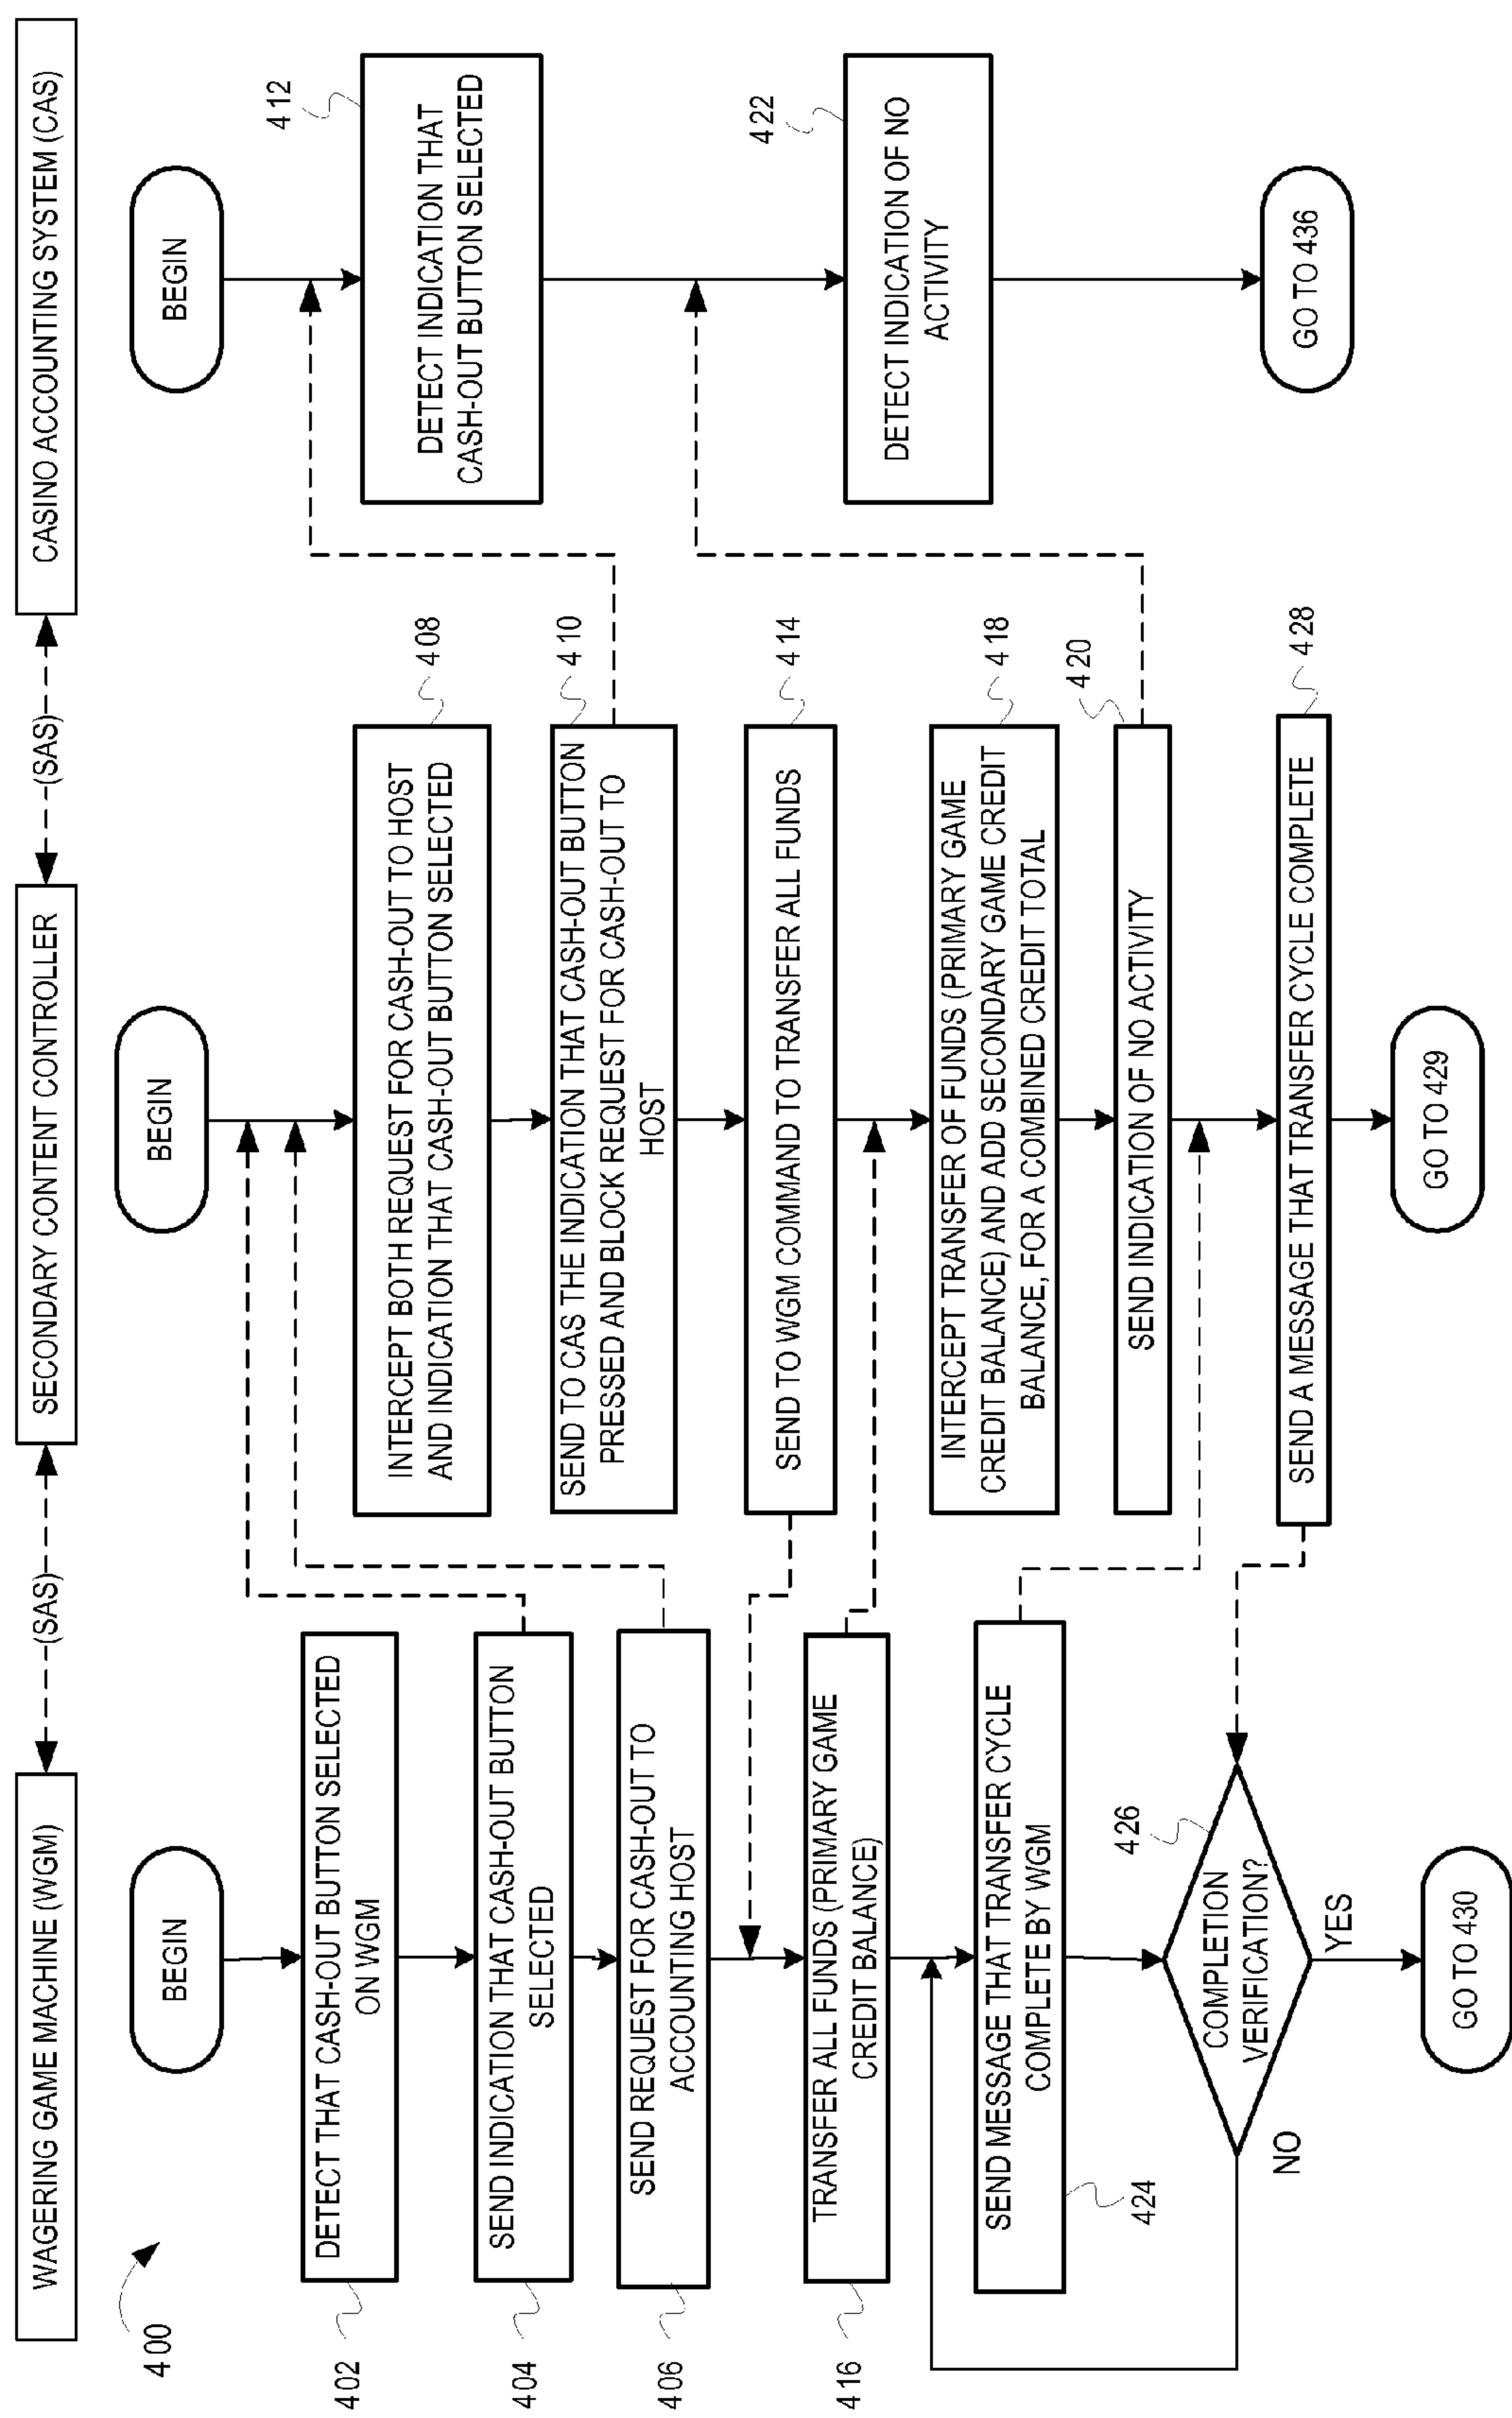 WAGERING GAME MACHINE (WGM)
(SAS)
SECONDARY CONTENT CONTROLLER
(SAS)
CASINO ACCOUNTING SYSTEM (CAS)
400
BEGIN
402
DETECT THAT CASH-OUT BUTTON SELECTED
ON WGM
404
SEND INDICATION THAT CASH-OUT BUTTON
SELECTED
406
SEND REQUEST FOR CASH-OUT TO
ACCOUNTING HOST
416
TRANSFER ALL FUNDS (PRIMARY GAME
CREDIT BALANCE)
SEND MESSAGE THAT TRANSFER CYCLE
COMPLETE BY WGM
424
426
COMPLETION
VERIFICATION?
NO
YES
GO TO 430
BEGIN
INTERCEPT BOTH REQUEST FOR CASH-OUT TO HOST
AND INDICATION THAT CASH-OUT BUTTON SELECTED
408
SEND TO CAS THE INDICATION THAT CASH-OUT BUTTON
PRESSED AND BLOCK REQUEST FOR CASH-OUT TO
HOST
410
SEND TO WGM COMMAND TO TRANSFER ALL FUNDS
414
INTERCEPT TRANSFER OF FUNDS (PRIMARY GAME
CREDIT BALANCE) AND ADD SECONDARY GAME CREDIT
BALANCE, FOR A COMBINED CREDIT TOTAL
418
SEND INDICATION OF NO ACTIVITY
420
SEND A MESSAGE THAT TRANSFER CYCLE COMPLETE
428
GO TO 429
BEGIN
412
DETECT INDICATION THAT
CASH-OUT BUTTON SELECTED
422
DETECT INDICATION OF NO
ACTIVITY
GO TO 436